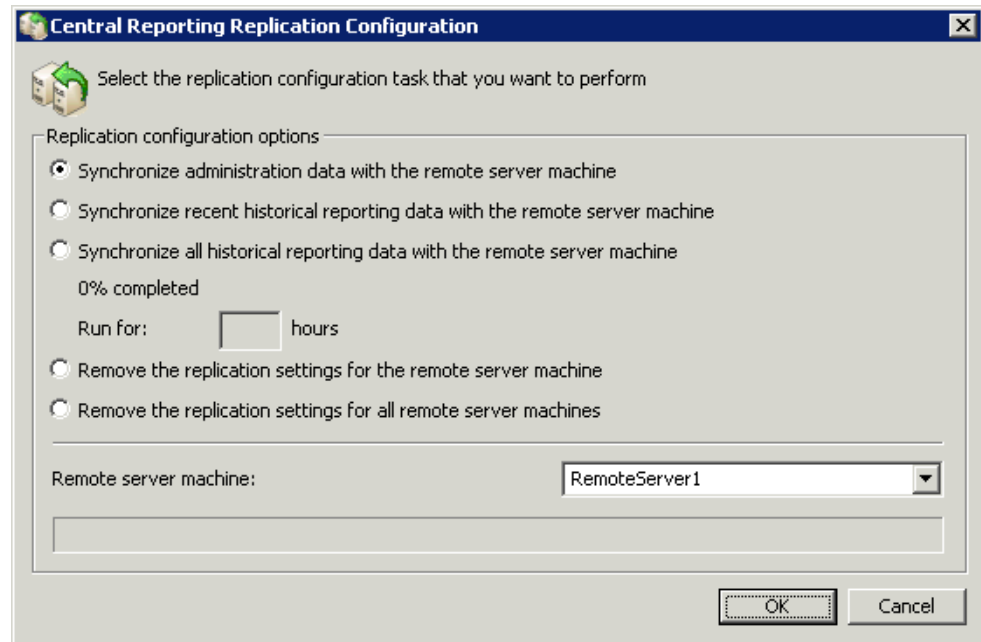 Central Reporting Replication Configuration
Select the replication configuration task that you want to perform
Replication configuration options
Synchronize administration data with the remote server machine
Synchronize recent historical reporting data with the remote server machine
Synchronize all historical reporting data with the remote server machine
0% completed
Run for: hours
Remove the replication settings for the remote server machine
Remove the replication settings for all remote server machines
Remote server machine: RemoteServer1
OK Cancel